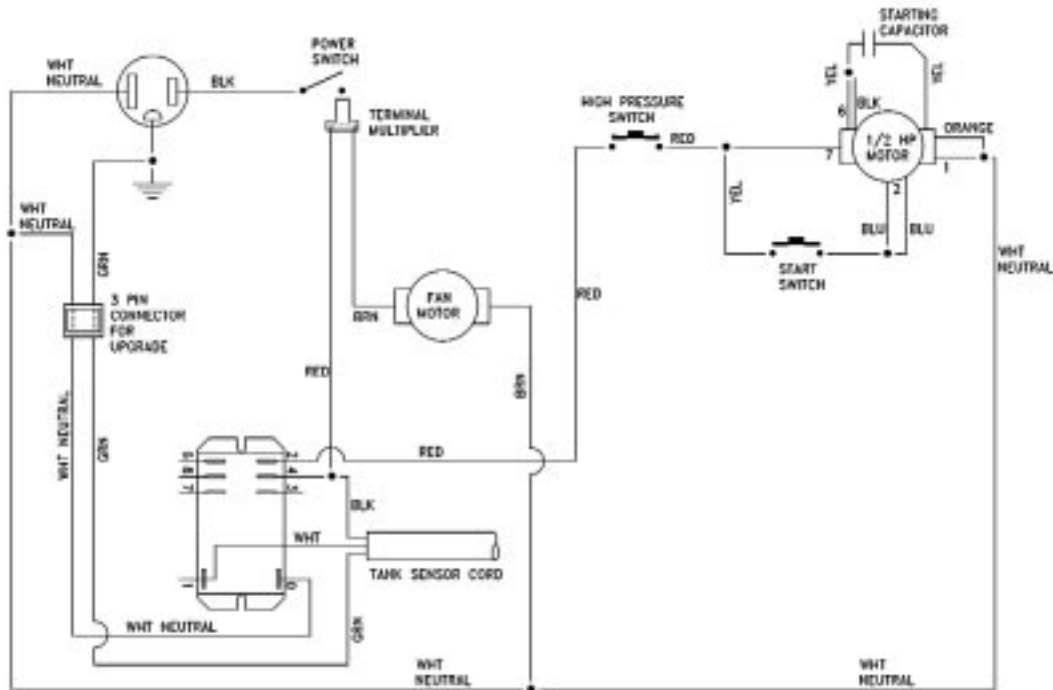 STARTING
CAPACITOR
POWER
SWITCH
WHT
NEUTRAL
BLK
YEL
YEL
6
BLK
HIGH PRESSURE
SWITCH
TERMINAL
MULTIPLIER
RED
ORANGE
1/2 HP
MOTOR
7
1
2
WHT
NEUTRAL
YEL
BLU
BLU
GRN
START
SWITCH
WHT
NEUTRAL
3 PIN
CONNECTOR
FOR
UPGRADE
FAN
MOTOR
BRN
RED
RED
BRN
WHT NEUTRAL
GRN
RED
4
BLK
WHT
TANK SENSOR CORD
1
0
WHT NEUTRAL
GRN
WHT
NEUTRAL
WHT
NEUTRAL